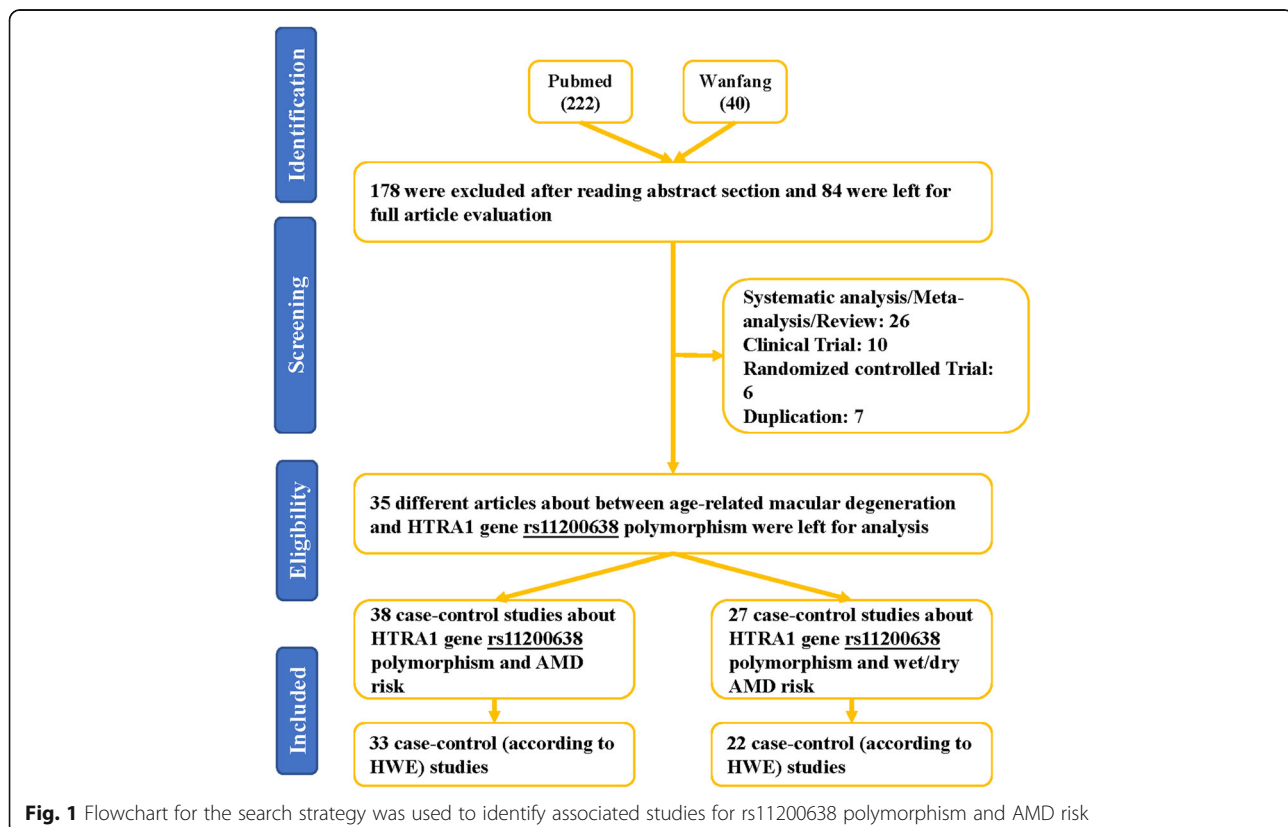 Identification
Pubmed
(222)
Wanfang
(40)
178 were excluded after reading abstract section and 84 were left for
full article evaluation
Screening
Systematic analysis/Meta-
analysis/Review: 26
Clinical Trial: 10
Randomized controlled Trial:
6
Duplication: 7
Eligibility
35 different articles about between age-related macular degeneration
and HTRA1 gene rs11200638 polymorphism were left for analysis
Included
38 case-control studies about
HTRA1 gene rs11200638
polymorphism and AMD
risk
27 case-control studies about
HTRA1 gene rs11200638
polymorphism and wet/dry
AMD risk
33 case-control (according to
HWE) studies
22 case-control (according to
HWE) studies
Fig. 1 Flowchart for the search strategy was used to identify associated studies for rs11200638 polymorphism and AMD risk